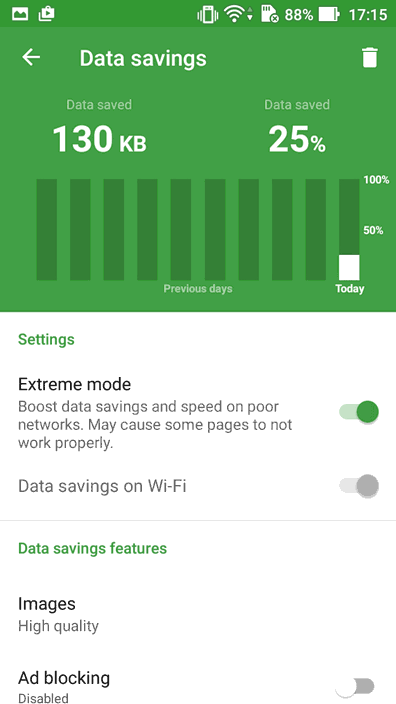 88% 17:15
Data savings
Data saved Data saved
130 KB 25%
100%
50%
Previous days Today
Settings
Extreme mode
Boost data savings and speed on poor
networks. May cause some pages to not
work properly.
Data savings on Wi-Fi
Data savings features
Images
High quality
Ad blocking
Disabled